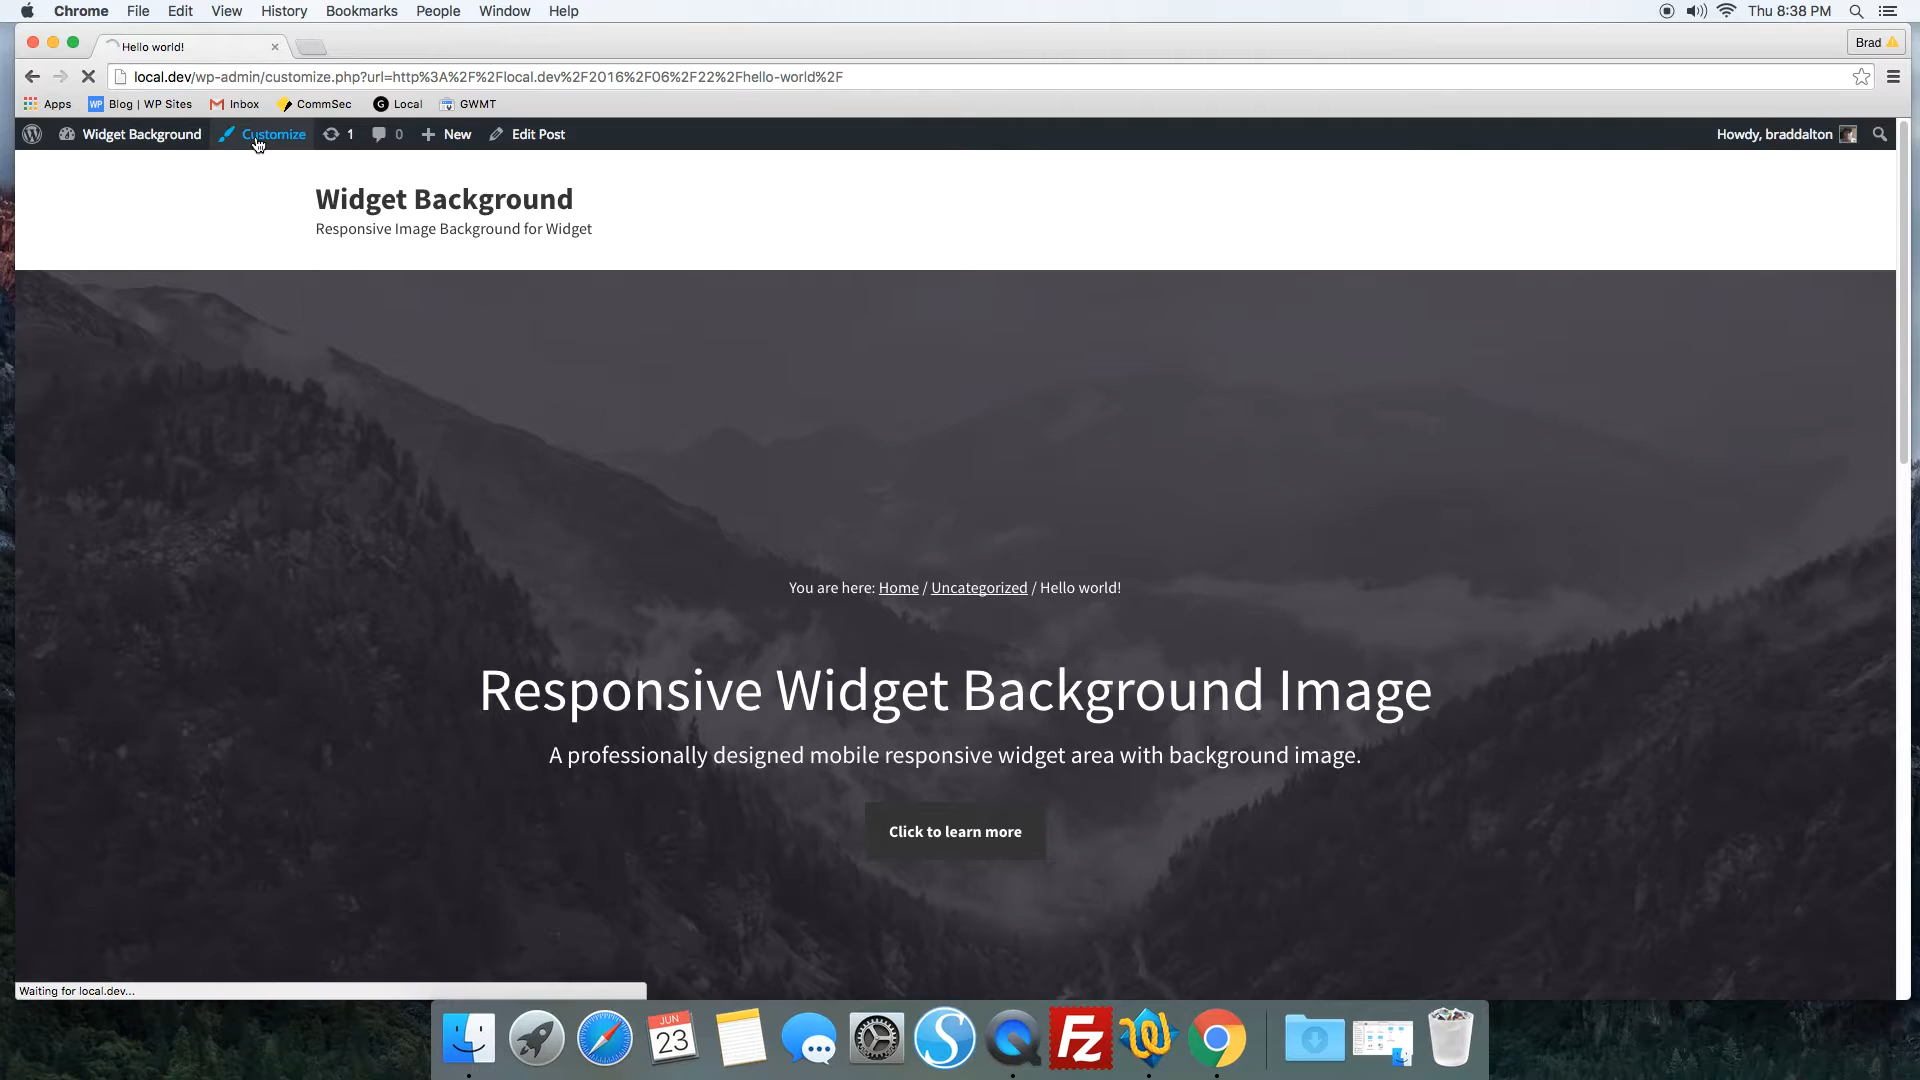 Chrome File Edit View History Bookmarks People Window Help Thu 8:38 PM
Hello world! Brad
local.dev/wp-admin/customize.php?url=http%3A%2F%2Flocal.dev%2F2016%2F06%2F22%2Fhello-world%2F
Apps WP Blog | WP Sites Inbox CommSec G Local GWMT
Widget Background Customize 1 0 New Edit Post Howdy, braddalton
Widget Background
Responsive Image Background for Widget
You are here: Home / Uncategorized / Hello world!
Responsive Widget Background Image
A professionally designed mobile responsive widget area with background image.
Click to learn more
Waiting for local.dev...
JUN
23
Fz